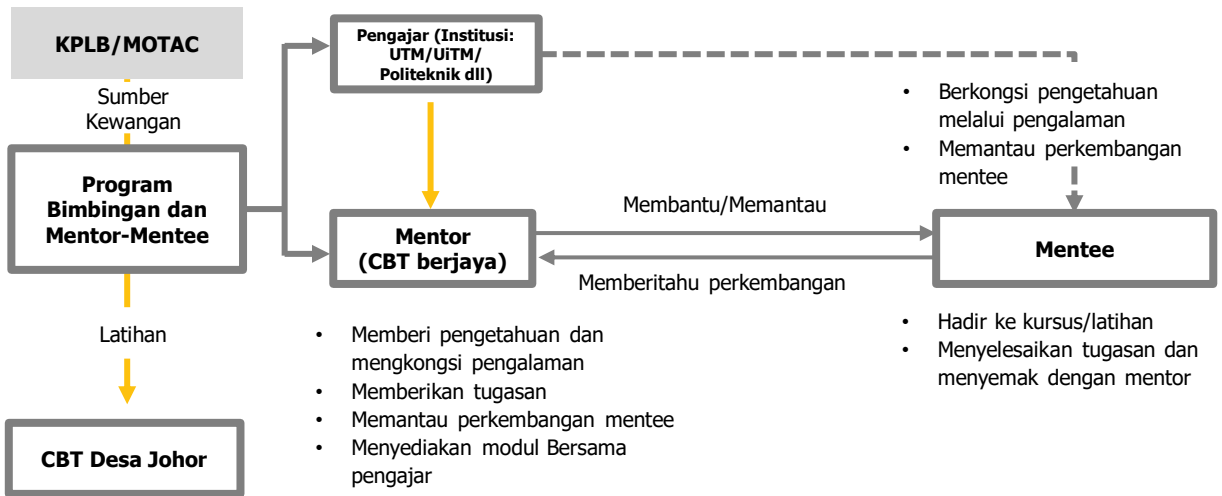 KPLB/MOTAC
Sumber
Kewangan
Program
Bimbingan dan
Mentor-Mentee
Latihan
CBT Desa Johor
Pengajar (Institusi:
UTM/UiTM/
Politeknik dll)
Mentor
(CBT berjaya)
• Memberi pengetahuan dan
mengkongsi pengalaman
• Memberikan tugasan
• Memantau perkembangan mentee
• Menyediakan modul Bersama
pengajar
Membantu/Memantau
Memberitahu perkembangan
• Berkongsi pengetahuan
melalui pengalaman
• Memantau perkembangan
mentee
Mentee
• Hadir ke kursus/latihan
• Menyelesaikan tugasan dan
menyemak dengan mentor